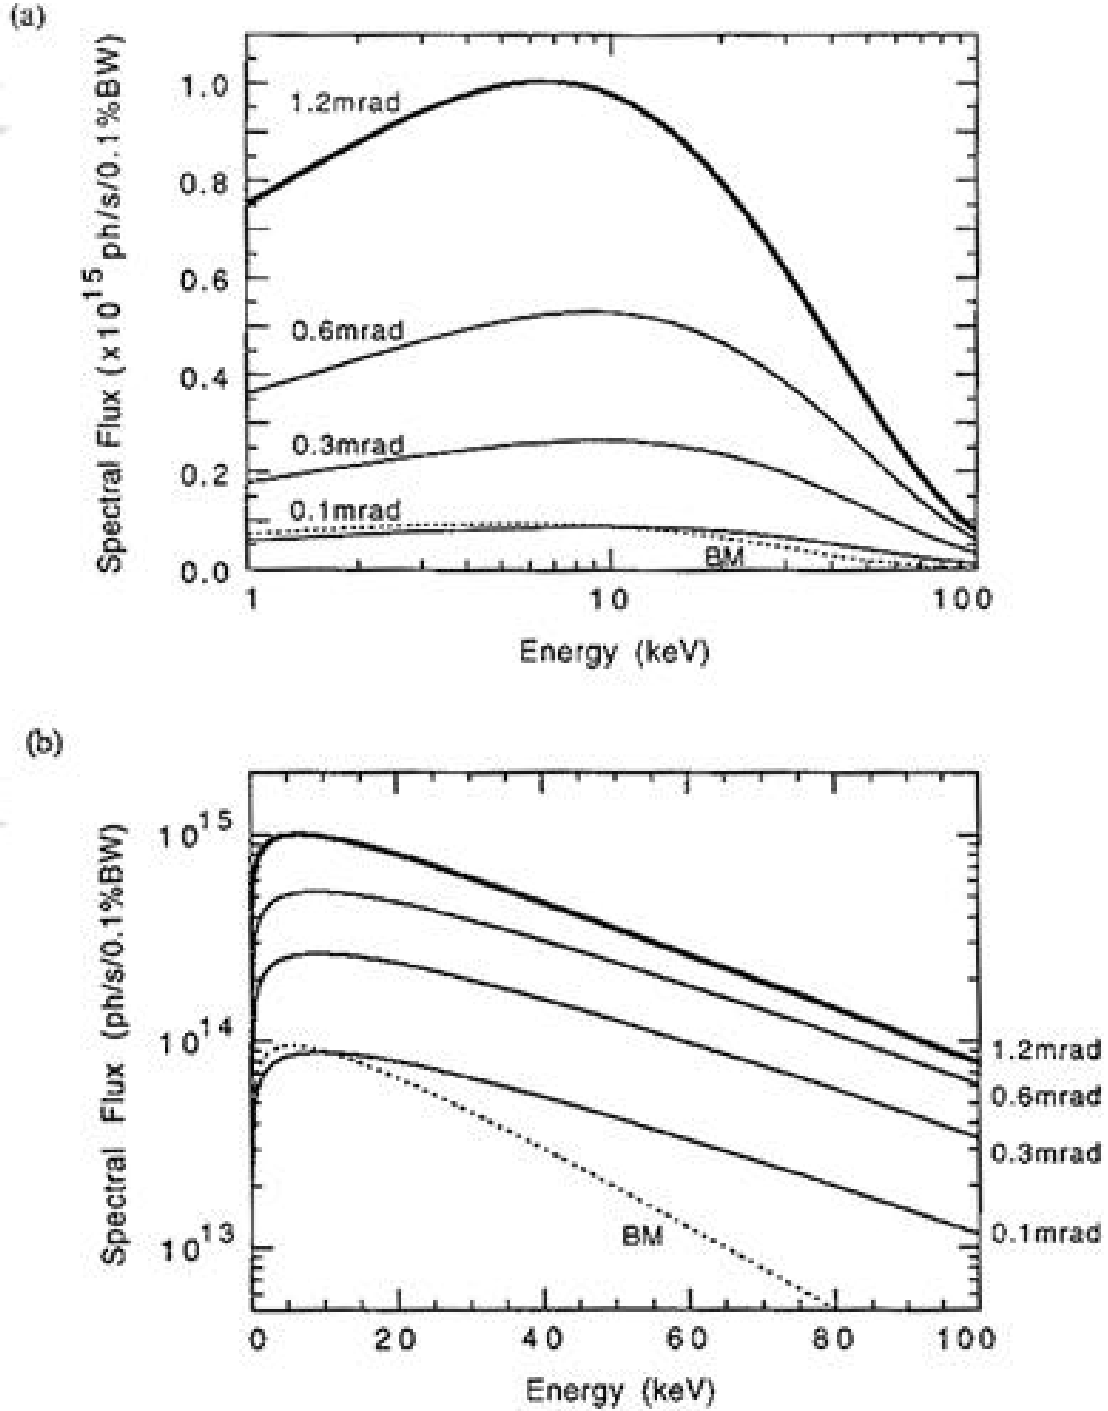 (a)
Spectral Flux (x10^15 ph/s/0.1%BW)
1.0
0.8
0.6
0.4
0.2
0.0
1.2mrad
0.6mrad
0.3mrad
0.1mrad
BM
1 10 100
Energy (keV)
(b)
Spectral Flux (ph/s/0.1%BW)
10^15
10^14
10^13
1.2mrad
0.6mrad
0.3mrad
0.1mrad
BM
0 20 40 60 80 100
Energy (keV)